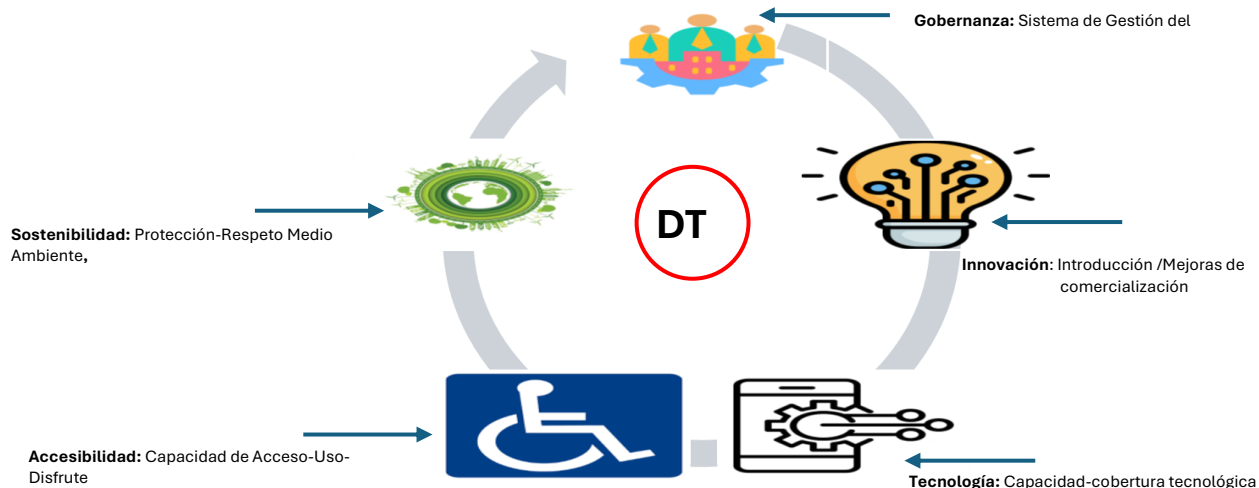 Gobernanza: Sistema de Gestión del
DT
Sostenibilidad: Protección-Respeto Medio
Ambiente,
Innovación: Introducción /Mejoras de
comercialización
Accesibilidad: Capacidad de Acceso-Uso-
Disfrute
Tecnología: Capacidad-cobertura tecnológica